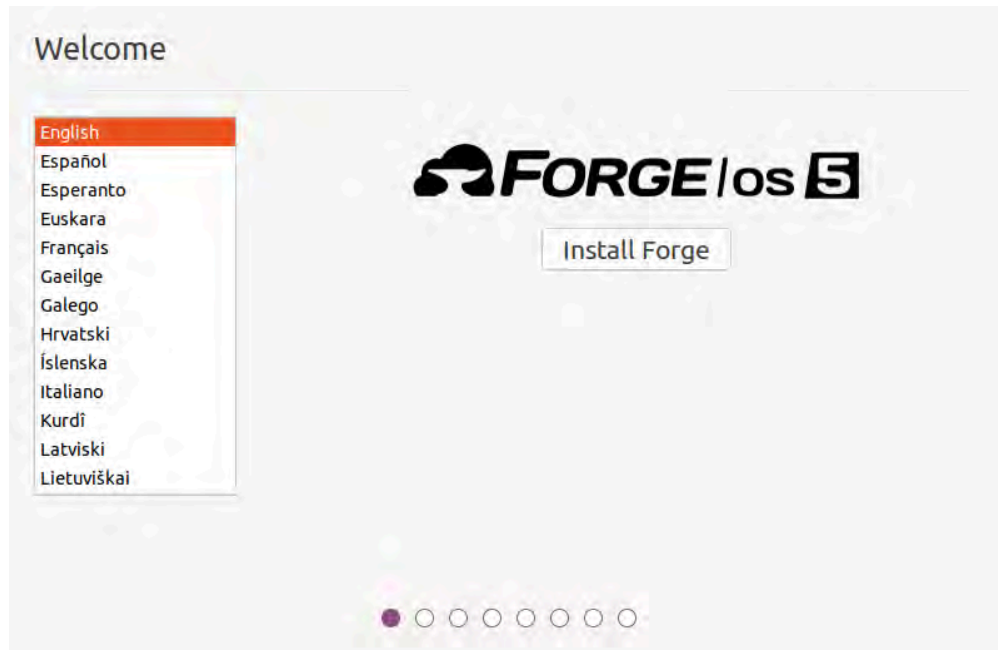 Welcome
English
Español
Esperanto
Euskara
Français
Gaeilge
Galego
Hrvatski
Íslenska
Italiano
Kurdî
Latviski
Lietuviškai
FORGE/os 5
Install Forge